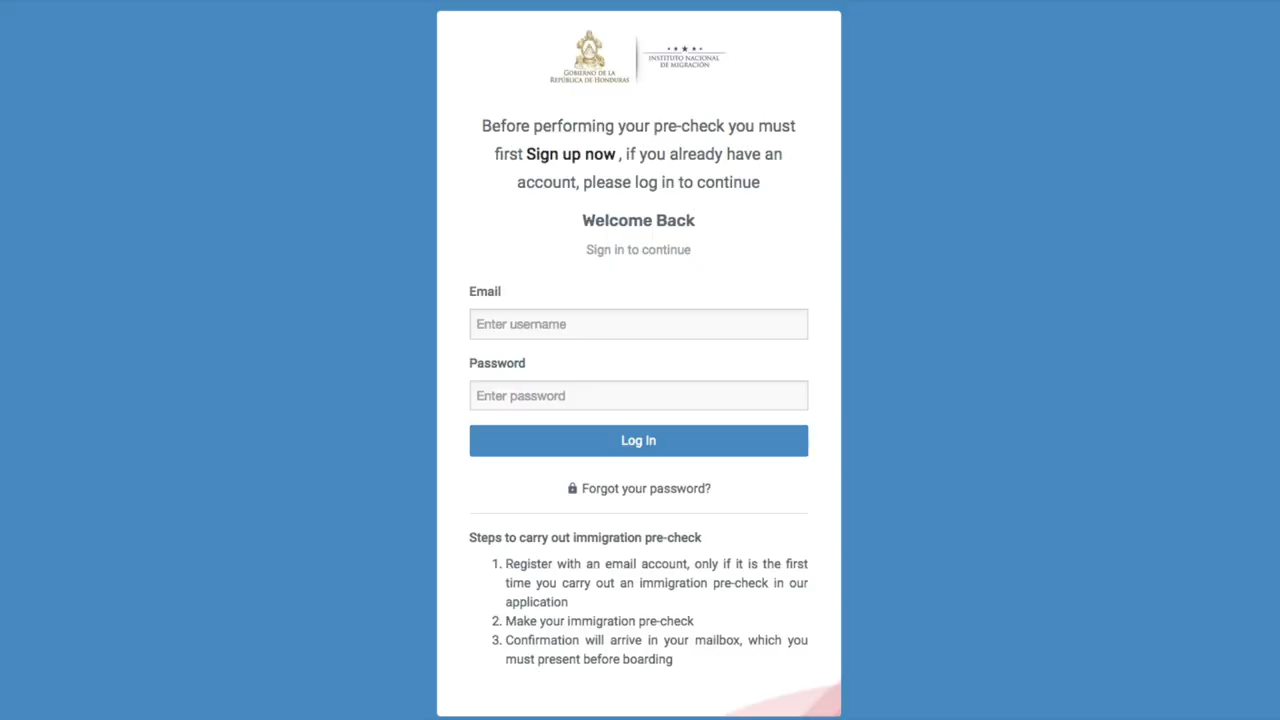 GOBIERNO DE LA
REPÚBLICA DE HONDURAS
INSTITUTO NACIONAL
DE MIGRACIÓN
Before performing your pre-check you must
first Sign up now , if you already have an
account, please log in to continue
Welcome Back
Sign in to continue
Email
Enter username
Password
Enter password
Log In
Forgot your password?
Steps to carry out immigration pre-check
1. Register with an email account, only if it is the first
time you carry out an immigration pre-check in our
application
2. Make your immigration pre-check
3. Confirmation will arrive in your mailbox, which you
must present before boarding